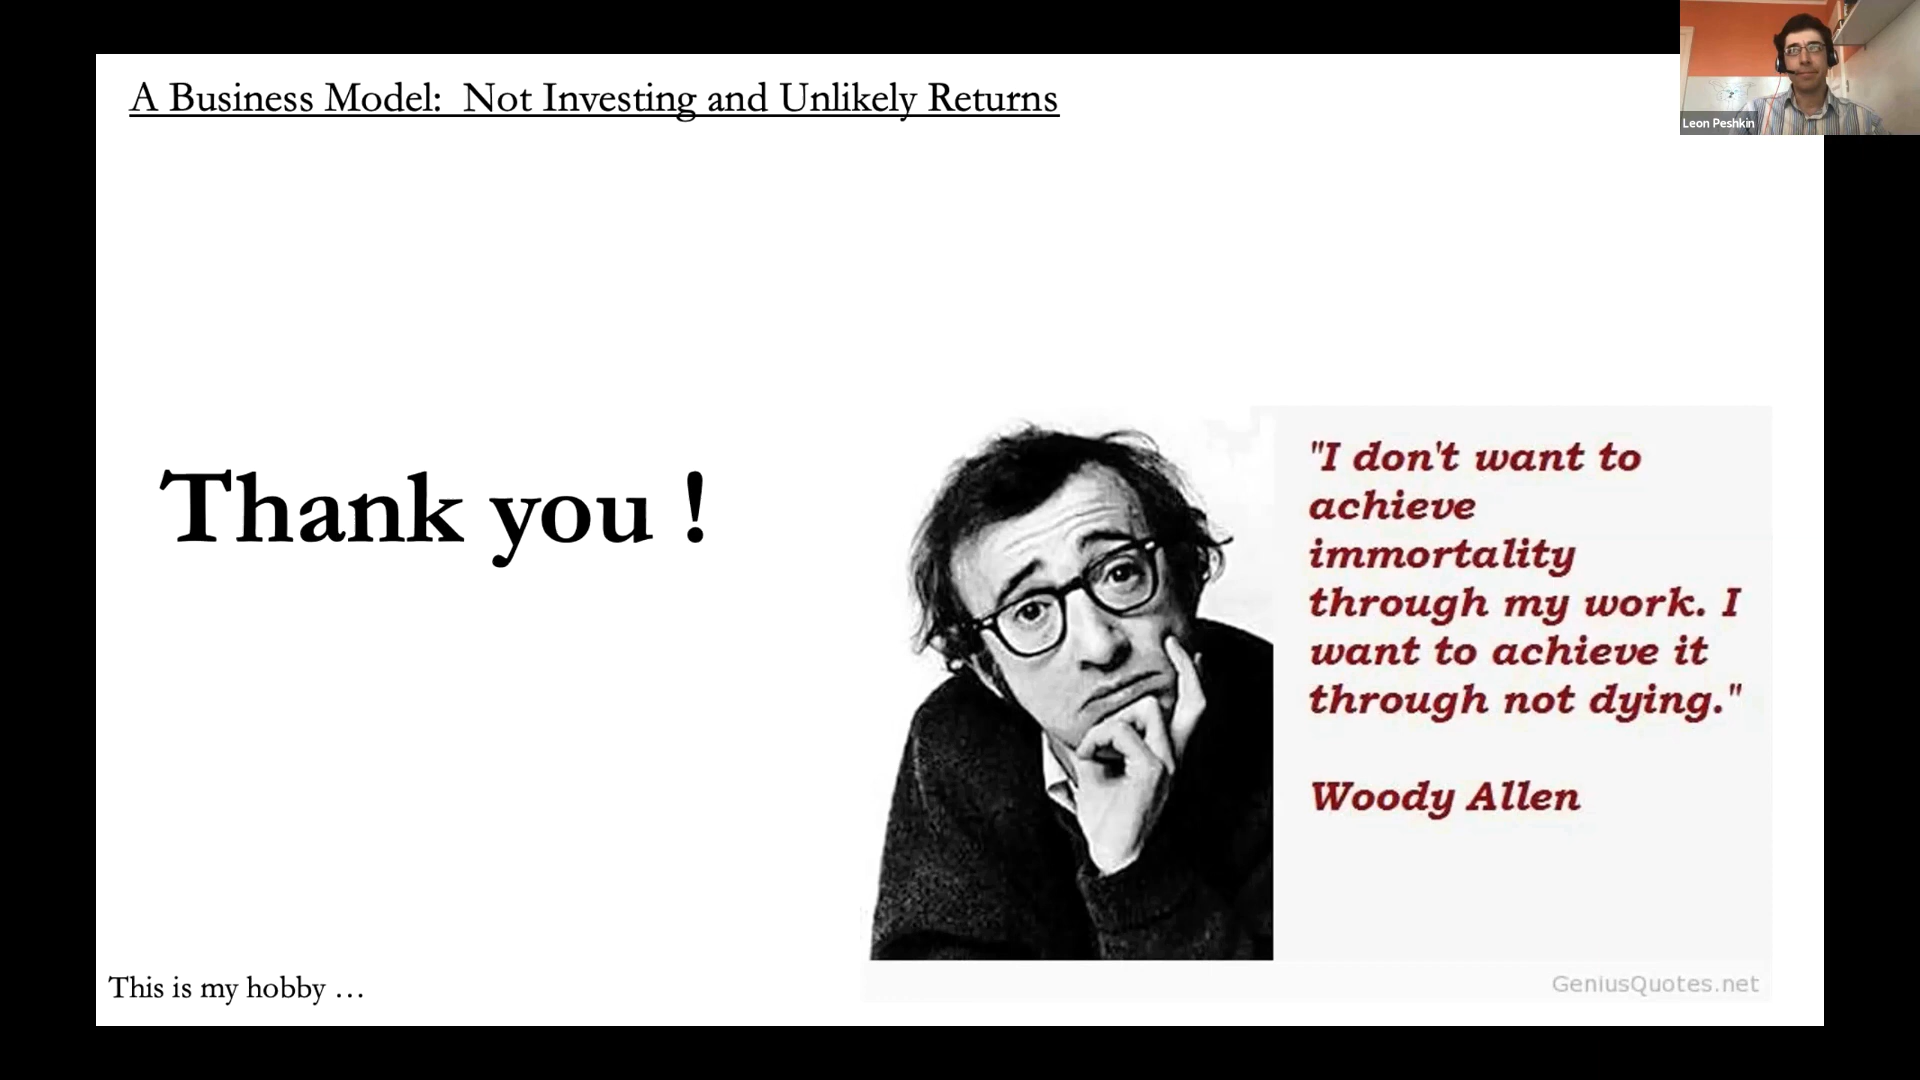 A Business Model:  Not Investing and Unlikely Returns
Leon Peshkin
Thank you !
"I don't want to
achieve
immortality
through my work. I
want to achieve it
through not dying."
Woody Allen
This is my hobby …
GeniusQuotes.net